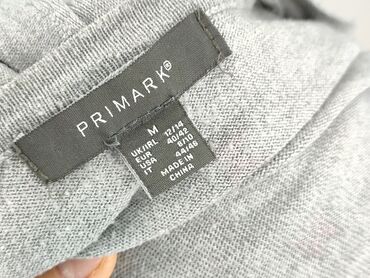 PRIMARK®
M
UK/IRL 12/14
EUR 40/42
USA 8/10
IT 44/46
MADE IN
CHINA